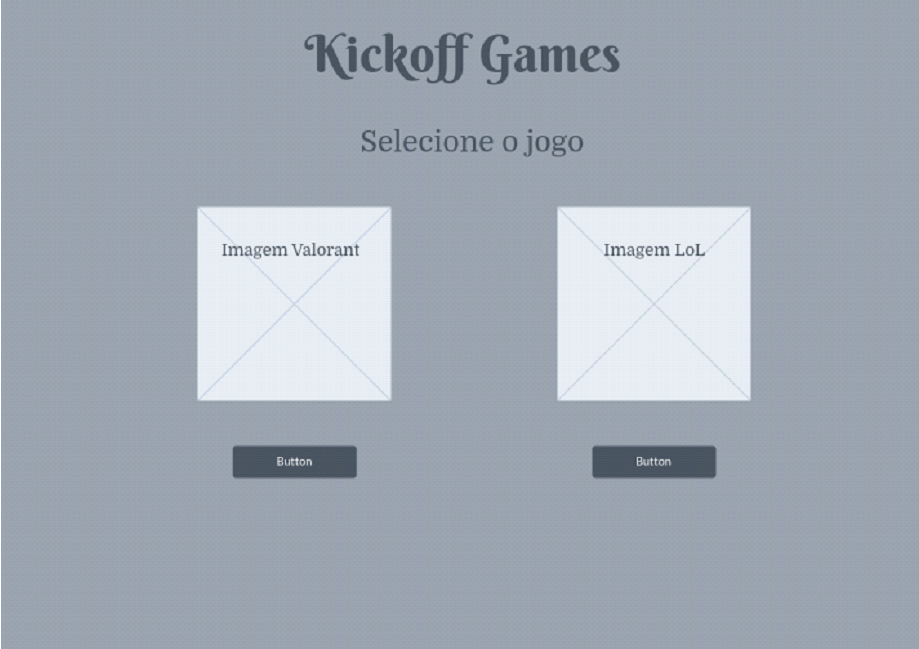 Kickoff Games
Selecione o jogo
Imagem Valorant
Imagem LoL
Button
Button